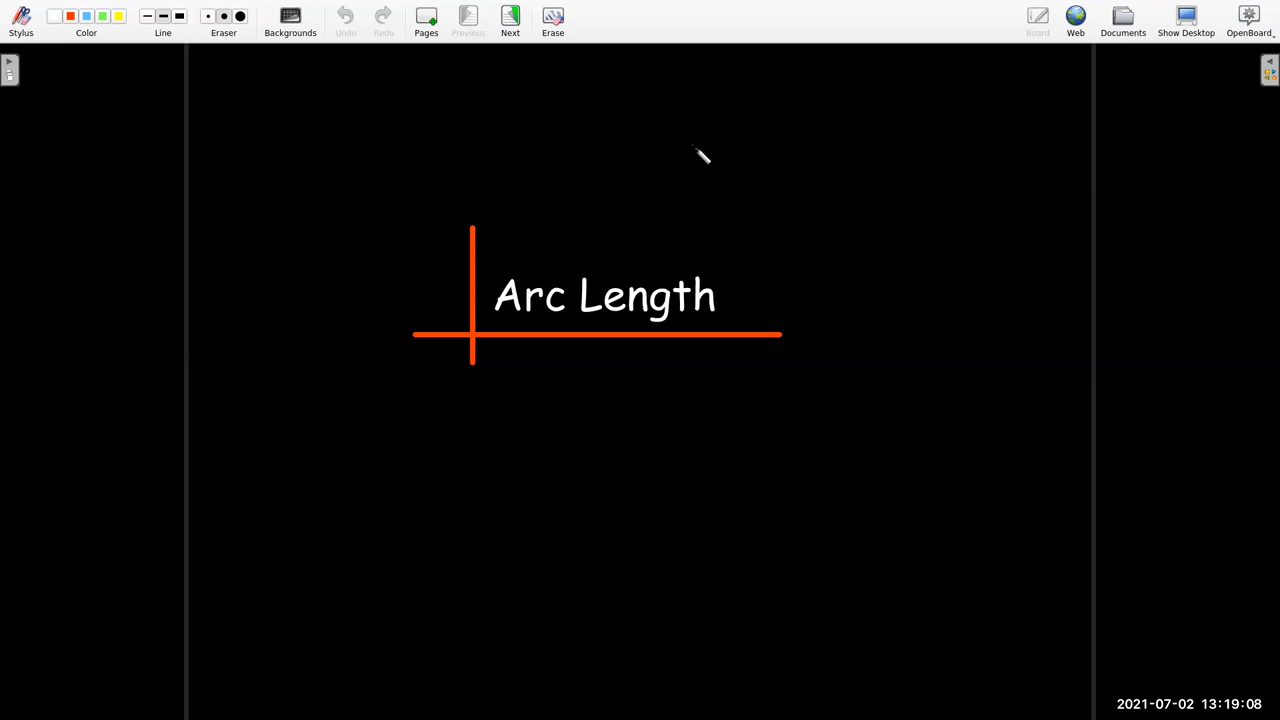 Stylus Color Line Eraser Backgrounds Undo Redo Pages Previous Next Erase Board Web Documents Show Desktop OpenBoard
Arc Length
2021-07-02 13:19:08